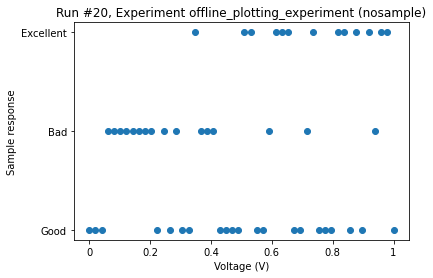 Run #20, Experiment offline_plotting_experiment (nosample)
Excellent
Bad
Good
Sample response
0 0.2 0.4 0.6 0.8 1
Voltage (V)